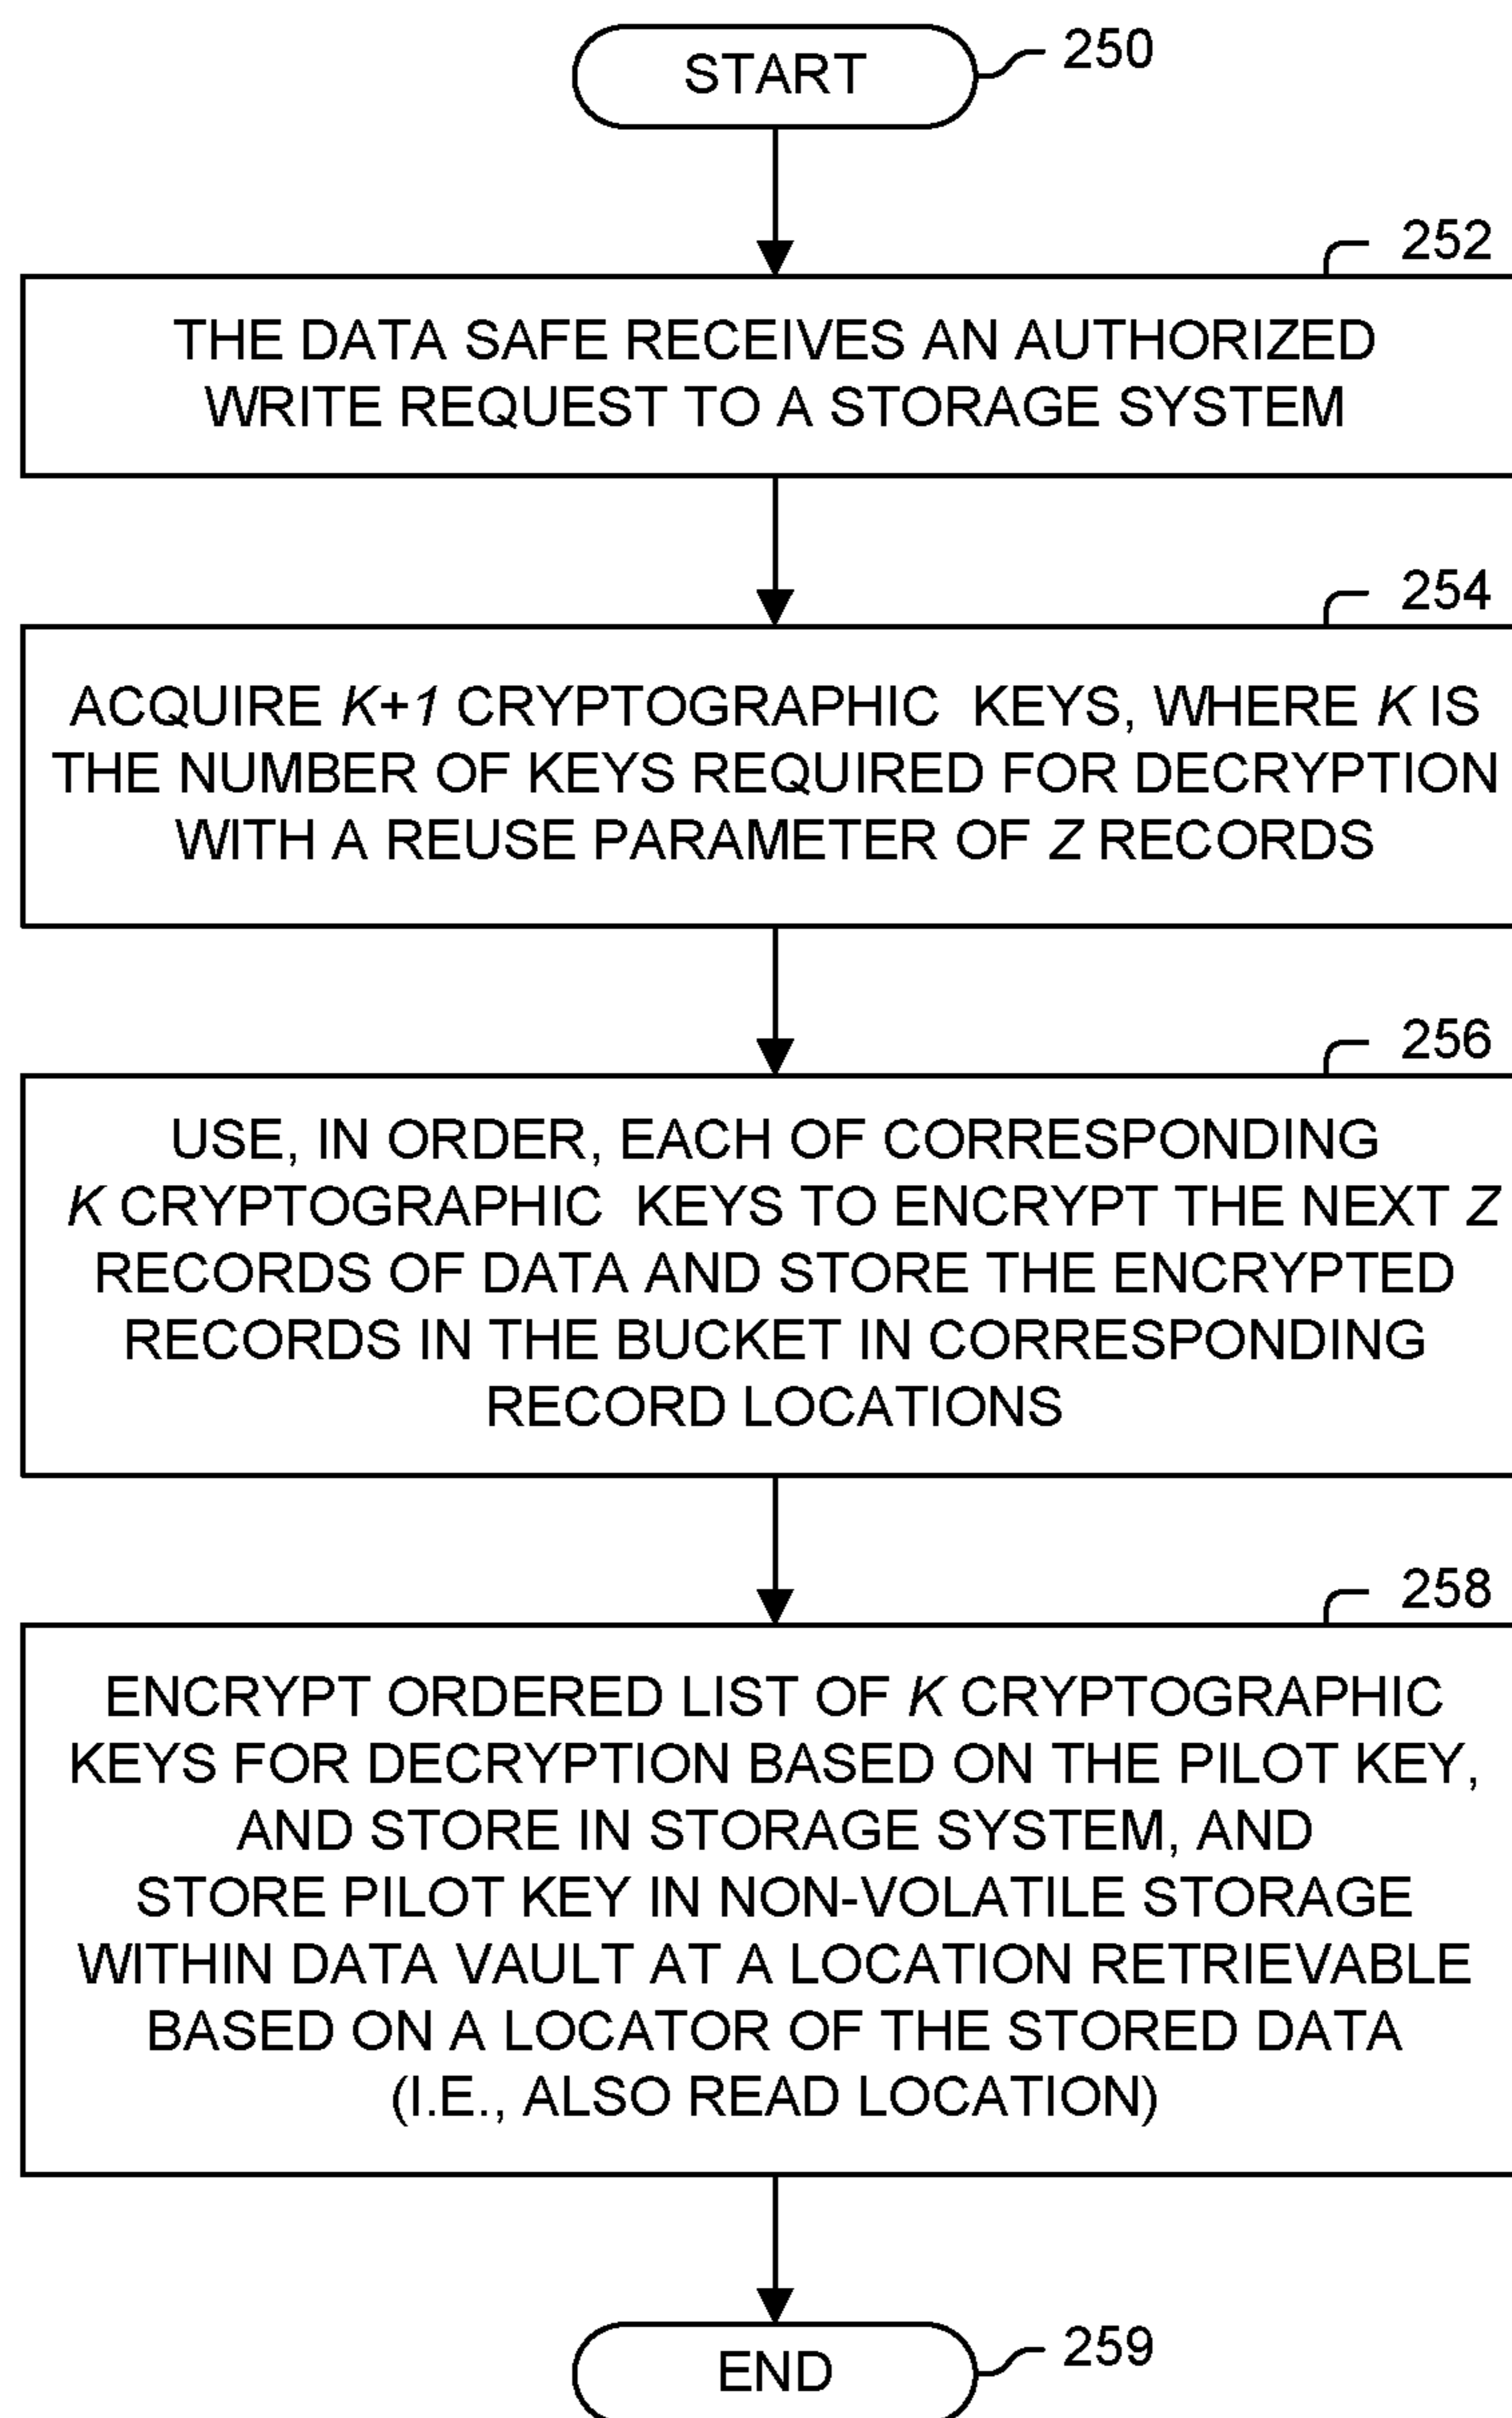 START
250
252
THE DATA SAFE RECEIVES AN AUTHORIZED
WRITE REQUEST TO A STORAGE SYSTEM
254
ACQUIRE K+1 CRYPTOGRAPHIC KEYS, WHERE K IS
THE NUMBER OF KEYS REQUIRED FOR DECRYPTION
WITH A REUSE PARAMETER OF Z RECORDS
256
USE, IN ORDER, EACH OF CORRESPONDING
K CRYPTOGRAPHIC KEYS TO ENCRYPT THE NEXT Z
RECORDS OF DATA AND STORE THE ENCRYPTED
RECORDS IN THE BUCKET IN CORRESPONDING
RECORD LOCATIONS
258
ENCRYPT ORDERED LIST OF K CRYPTOGRAPHIC
KEYS FOR DECRYPTION BASED ON THE PILOT KEY,
AND STORE IN STORAGE SYSTEM, AND
STORE PILOT KEY IN NON-VOLATILE STORAGE
WITHIN DATA VAULT AT A LOCATION RETRIEVABLE
BASED ON A LOCATOR OF THE STORED DATA
(I.E., ALSO READ LOCATION)
END
259